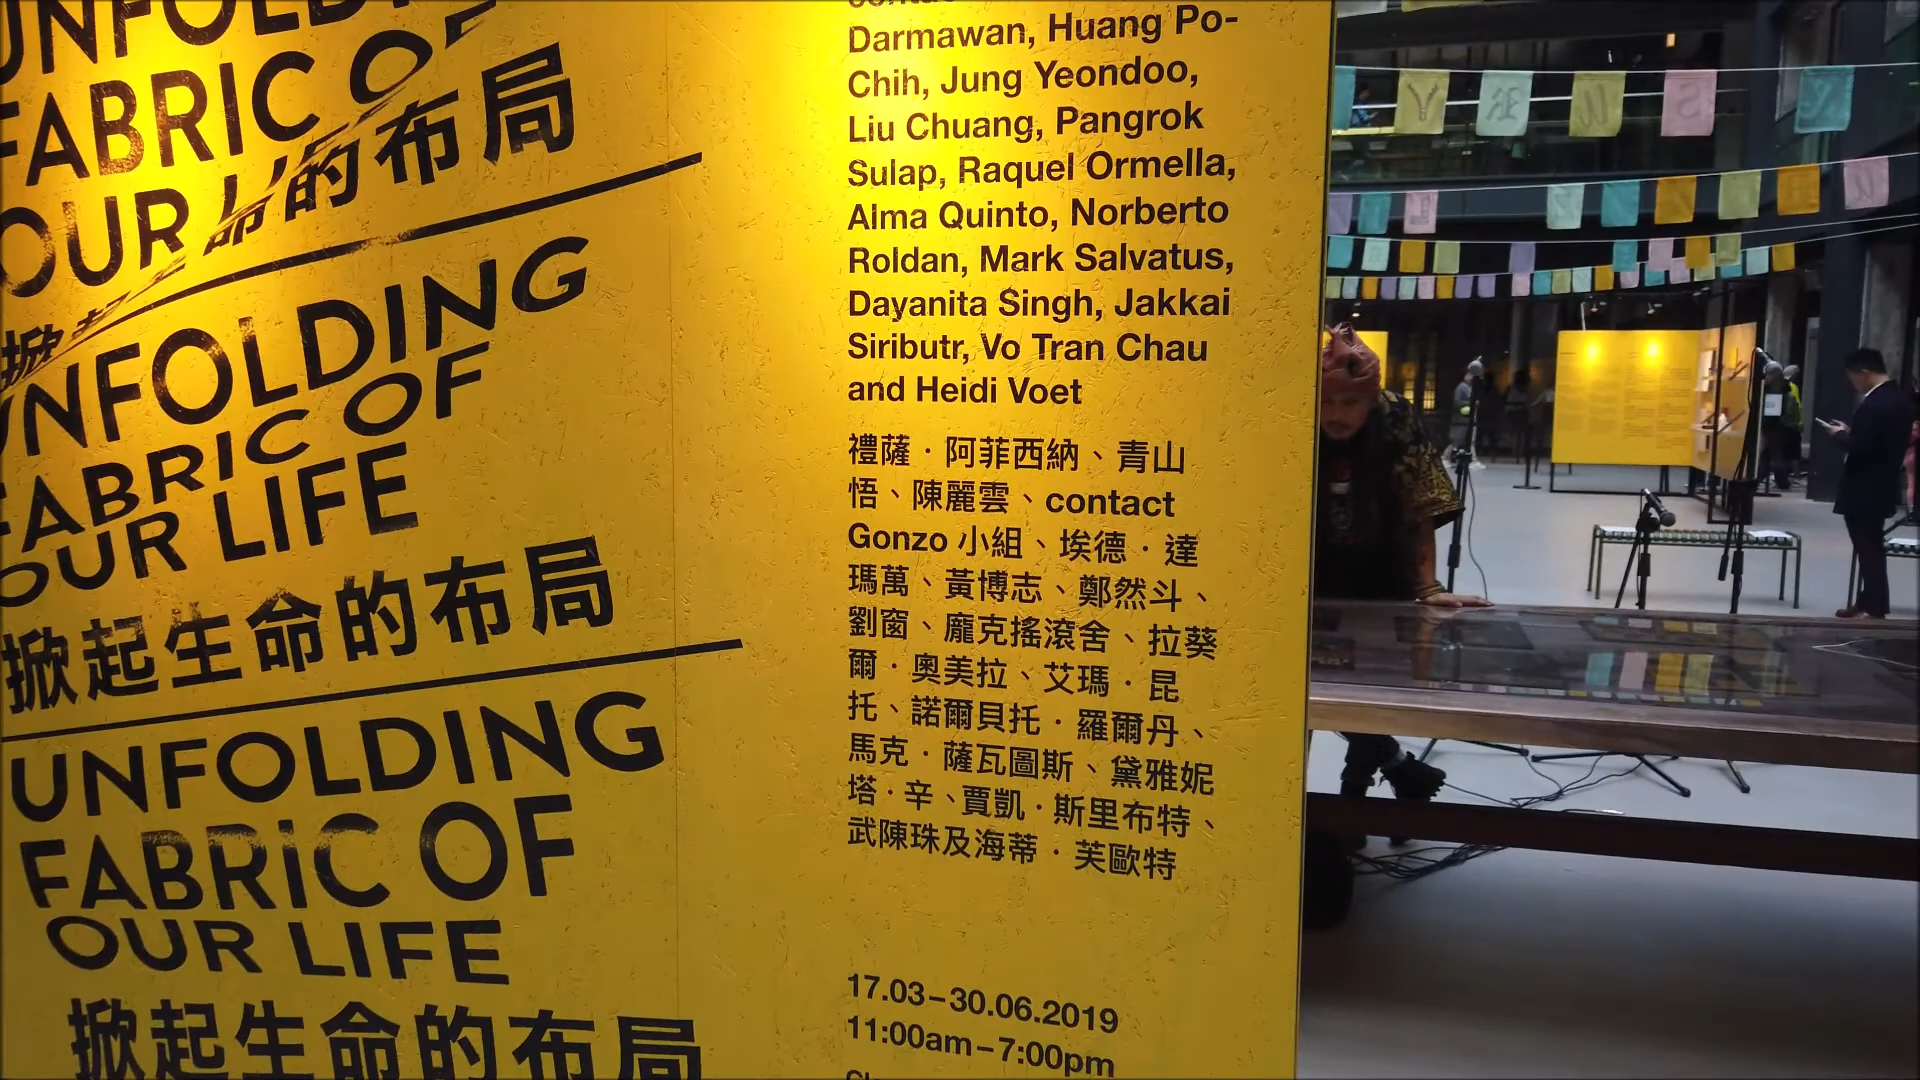 UNFOLDING
FABRIC OF
OUR
命的布局
掀起
UNFOLDING
FABRIC OF
OUR LIFE
掀起生命的布局
UNFOLDING
FABRIC OF
OUR LIFE
掀起生命的布局
Darmawan, Huang Po-
Chih, Jung Yeondoo,
Liu Chuang, Pangrok
Sulap, Raquel Ormella,
Alma Quinto, Norberto
Roldan, Mark Salvatus,
Dayanita Singh, Jakkai
Siributr, Vo Tran Chau
and Heidi Voet
禮薩·阿菲西納、青山
悟、陳麗雲、contact
Gonzo 小組、埃德·達
瑪萬、黃博志、鄭然斗、
劉窗、龐克搖滾舍、拉葵
爾·奧美拉、艾瑪·昆
托、諾爾貝托·羅爾丹、
馬克·薩瓦圖斯、黛雅妮
塔·辛、賈凱·斯里布特、
武陳珠及海蒂·芙歐特
17.03–30.06.2019
11:00am–7:00pm